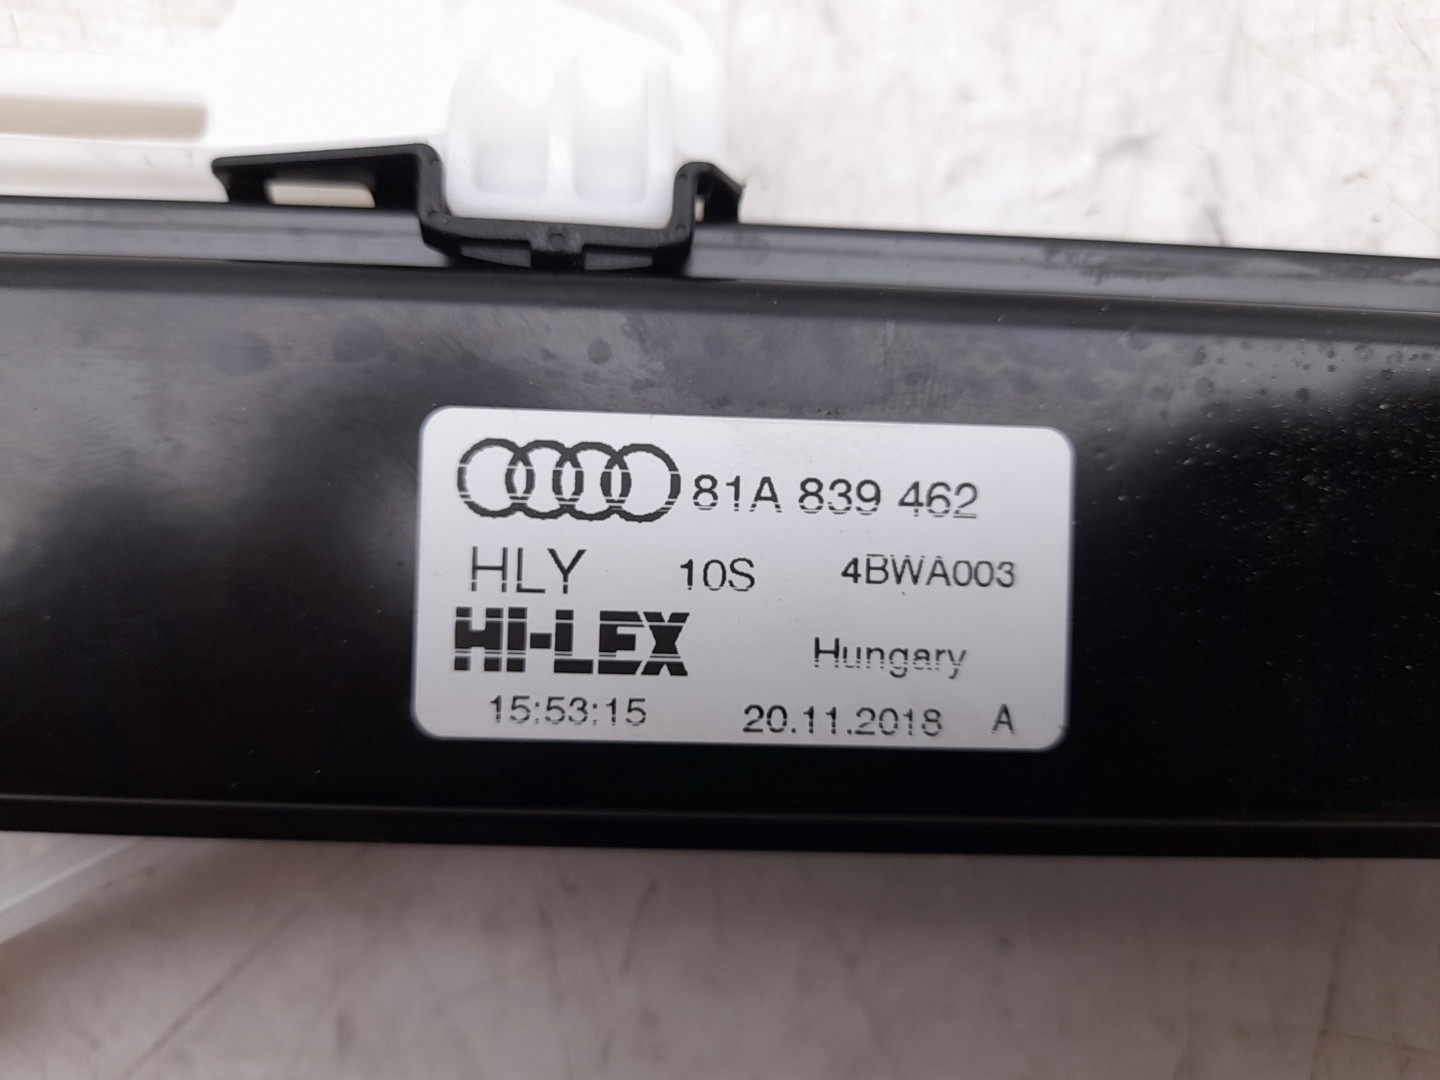 81A 839 462
HLY 10S 4BWA003
HI-LEX Hungary
15:53:15 20.11.2018 A